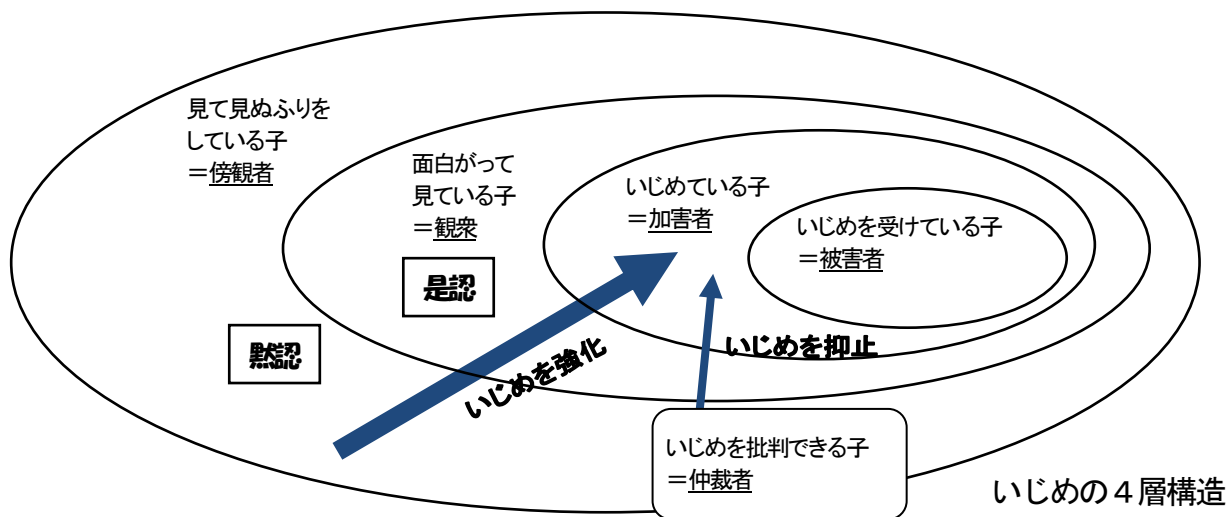 見て見ぬふりを
している子
＝傍観者
面白がって
見ている子
＝観衆
いじめている子
＝加害者
いじめを受けている子
＝被害者
是認
黙認
いじめを強化
いじめを抑止
いじめを批判できる子
＝仲裁者
いじめの４層構造